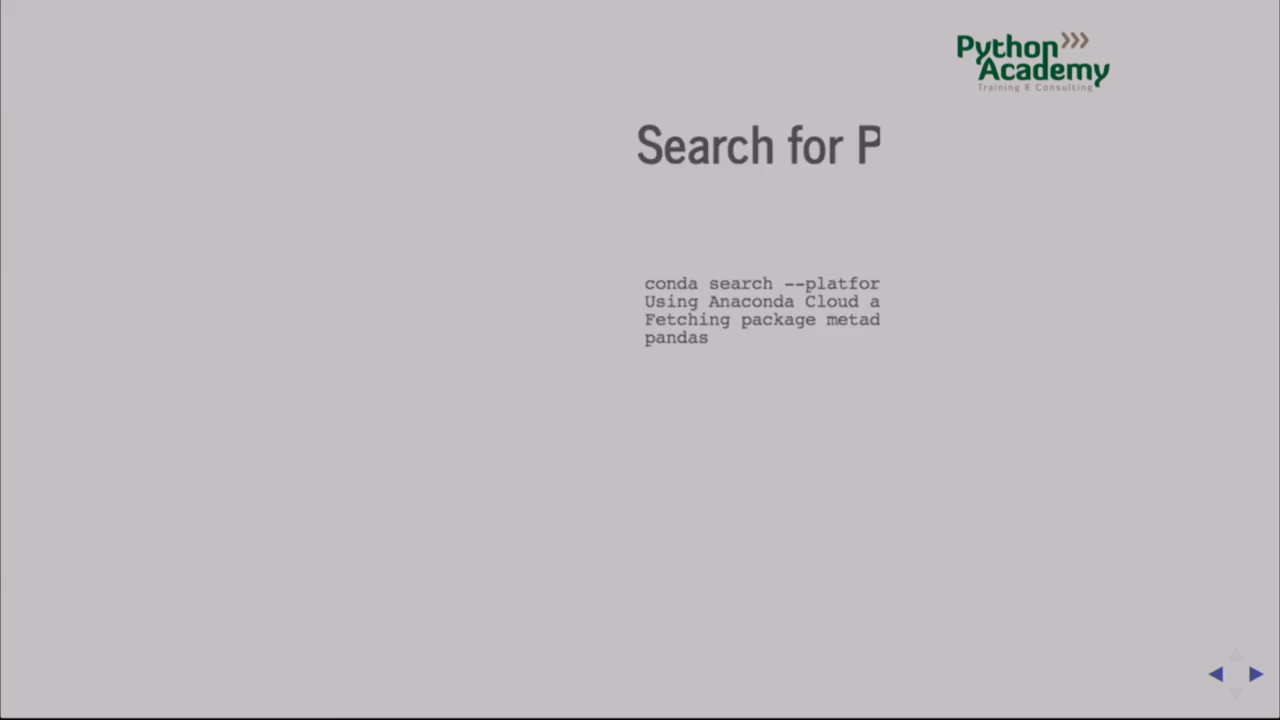 Python
Academy
Training & Consulting
Search for P
conda search --platfor
Using Anaconda Cloud a
Fetching package metad
pandas